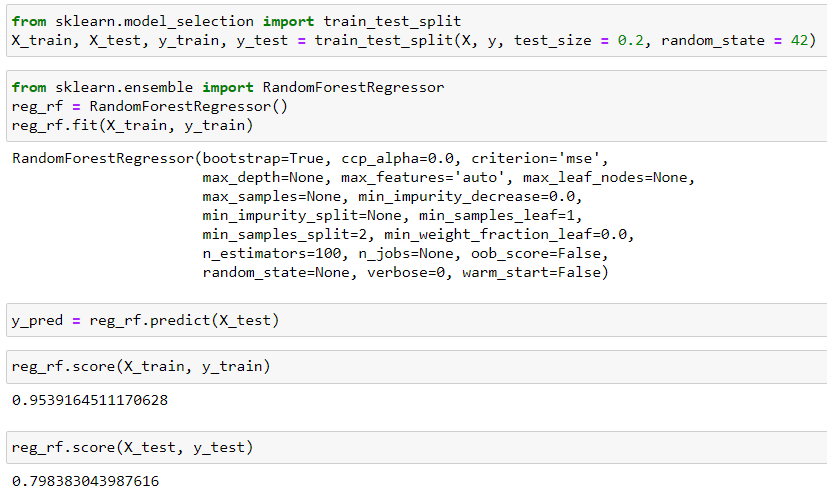 from sklearn.model_selection import train_test_split
X_train, X_test, y_train, y_test = train_test_split(X, y, test_size = 0.2, random_state = 42)
from sklearn.ensemble import RandomForestRegressor
reg_rf = RandomForestRegressor()
reg_rf.fit(X_train, y_train)
RandomForestRegressor(bootstrap=True, ccp_alpha=0.0, criterion='mse',
max_depth=None, max_features='auto', max_leaf_nodes=None,
max_samples=None, min_impurity_decrease=0.0,
min_impurity_split=None, min_samples_leaf=1,
min_samples_split=2, min_weight_fraction_leaf=0.0,
n_estimators=100, n_jobs=None, oob_score=False,
random_state=None, verbose=0, warm_start=False)
y_pred = reg_rf.predict(X_test)
reg_rf.score(X_train, y_train)
0.9539164511170628
reg_rf.score(X_test, y_test)
0.798383043987616